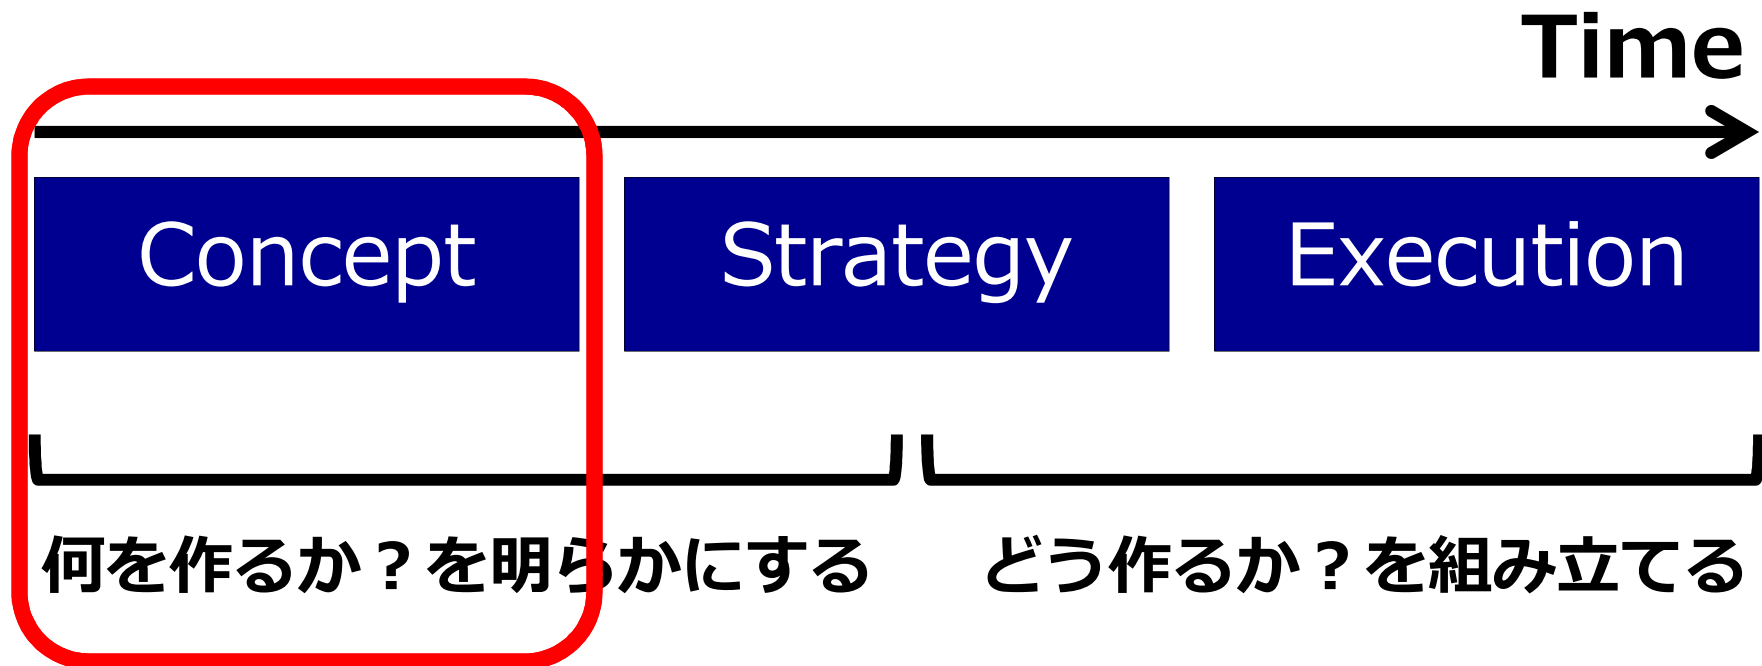 Time
Concept
Strategy
Execution
何を作るか？を明らかにする
どう作るか？を組み立てる